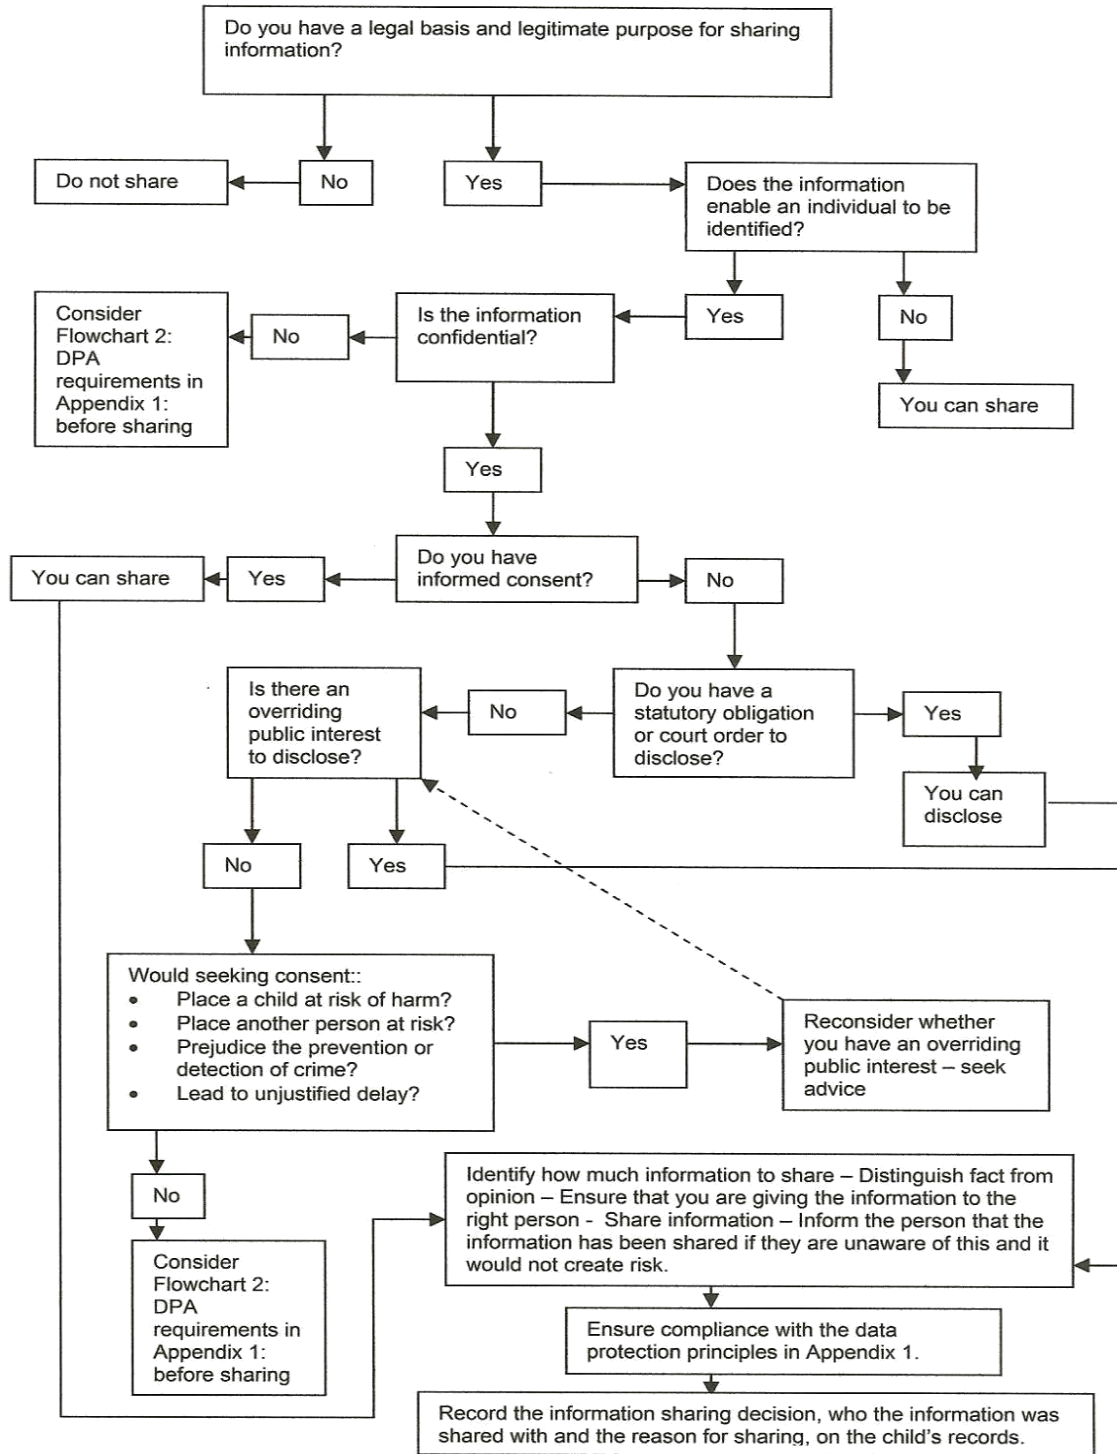 Do you have a legal basis and legitimate purpose for sharing
information?
Do not share
No
Yes
Does the information
enable an individual to be
identified?
Consider
Flowchart 2:
DPA
requirements in
Appendix 1:
before sharing
No
Is the information
confidential?
Yes
No
You can share
Yes
You can share
Yes
Do you have
informed consent?
No
Is there an
overriding
public interest
to disclose?
No
Do you have a
statutory obligation
or court order to
disclose?
Yes
You can
disclose
No
Yes
Would seeking consent::
• Place a child at risk of harm?
• Place another person at risk?
• Prejudice the prevention or
detection of crime?
• Lead to unjustified delay?
Yes
Reconsider whether
you have an overriding
public interest – seek
advice
No
Consider
Flowchart 2:
DPA
requirements in
Appendix 1:
before sharing
Identify how much information to share – Distinguish fact from
opinion – Ensure that you are giving the information to the
right person - Share information – Inform the person that the
information has been shared if they are unaware of this and it
would not create risk.
Ensure compliance with the data
protection principles in Appendix 1.
Record the information sharing decision, who the information was
shared with and the reason for sharing, on the child's records.